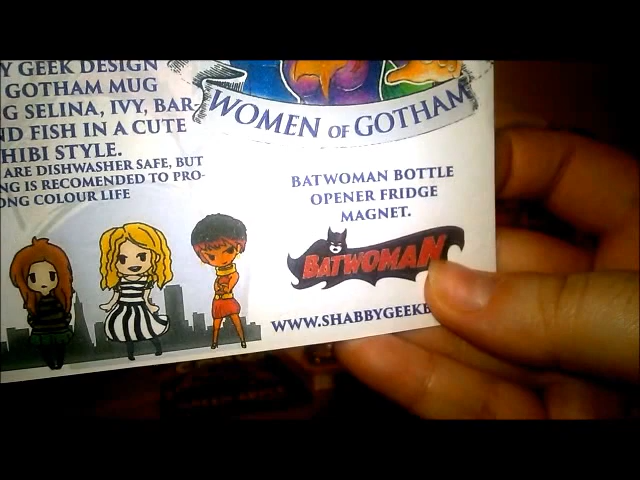 Y GEEK DESIGN
GOTHAM MUG
G SELINA, IVY, BAR-
ND FISH IN A CUTE
HIBI STYLE.
ARE DISHWASHER SAFE, BUT
NG IS RECOMENDED TO PRO-
ONG COLOUR LIFE
WOMEN OF GOTHAM
BATWOMAN BOTTLE
OPENER FRIDGE
MAGNET.
BATWOMAN
WWW.SHABBYGEEK